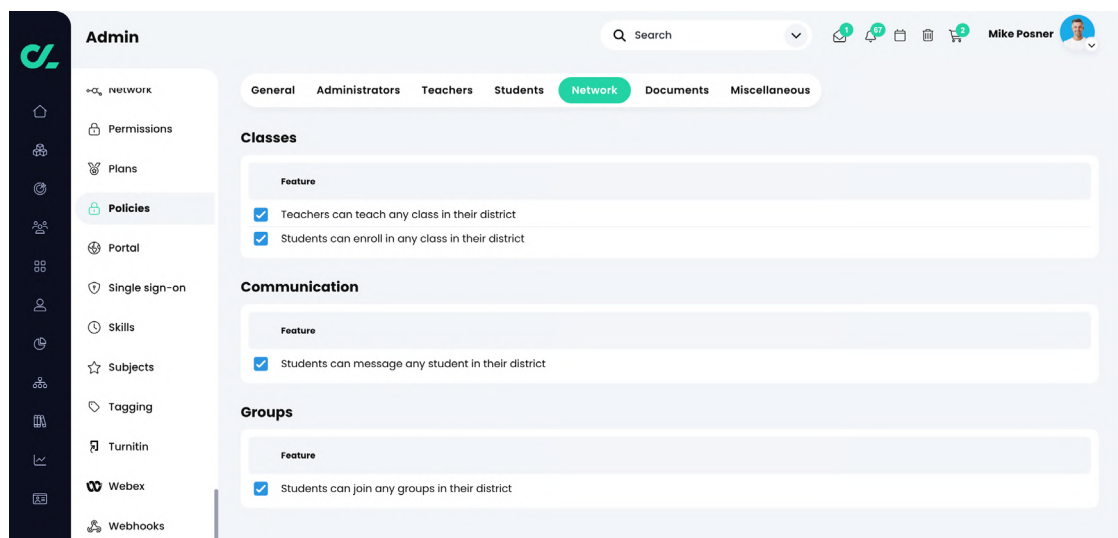 Admin
Search
1
67
2
Mike Posner
Network
Permissions
Plans
Policies
Portal
Single sign-on
Skills
Subjects
Tagging
Turnitin
Webex
Webhooks
General Administrators Teachers Students Network Documents Miscellaneous
Classes
Feature
Teachers can teach any class in their district
Students can enroll in any class in their district
Communication
Feature
Students can message any student in their district
Groups
Feature
Students can join any groups in their district